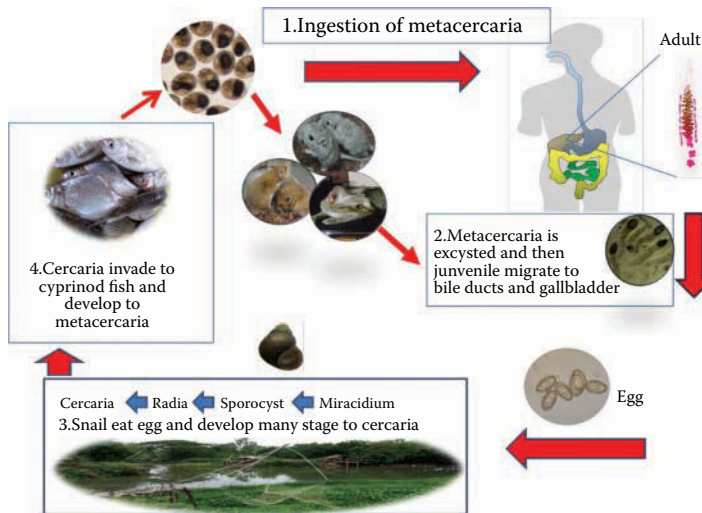 1.Ingestion of metacercaria
Adult
2.Metacercaria is
excysted and then
junvenile migrate to
bile ducts and gallbladder
Egg
Cercaria Radia Sporocyst Miracidium
3.Snail eat egg and develop many stage to cercaria
4.Cercaria invade to
cyprinod fish and
develop to
metacercaria